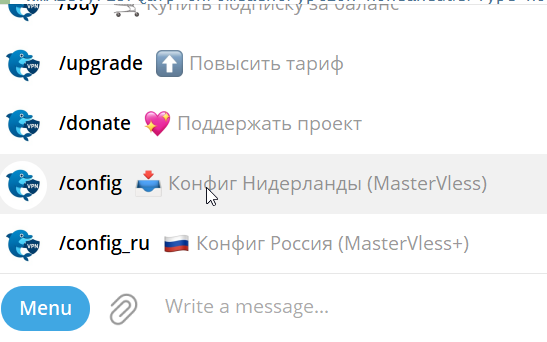 /buy Купить подписку за баланс
/upgrade Повысить тариф
/donate Поддержать проект
/config Конфиг Нидерланды (MasterVless)
/config_ru Конфиг Россия (MasterVless+)
Menu Write a message...